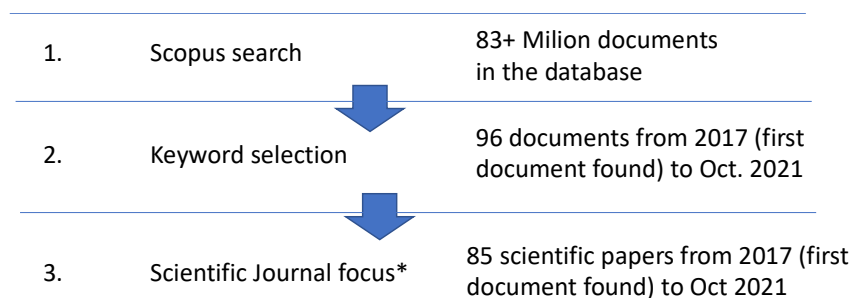 1. Scopus search 83+ Milion documents
in the database
2. Keyword selection 96 documents from 2017 (first
document found) to Oct. 2021
3. Scientific Journal focus* 85 scientific papers from 2017 (first
document found) to Oct 2021